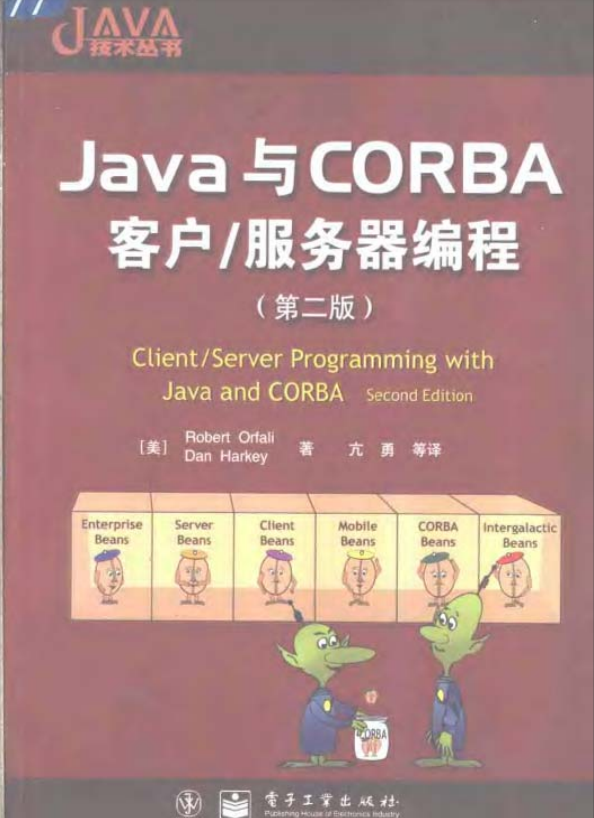 JAVA
技术丛书
Java与CORBA
客户/服务器编程
(第二版)
Client/Server Programming with
Java and CORBA Second Edition
[美] Robert Orfali
Dan Harkey 著 亢 勇 等译
Enterprise Beans
Server Beans
Client Beans
Mobile Beans
CORBA Beans
Intergalactic Beans
CORBA
电子工业出版社·
Publishing House of Electronics Industry